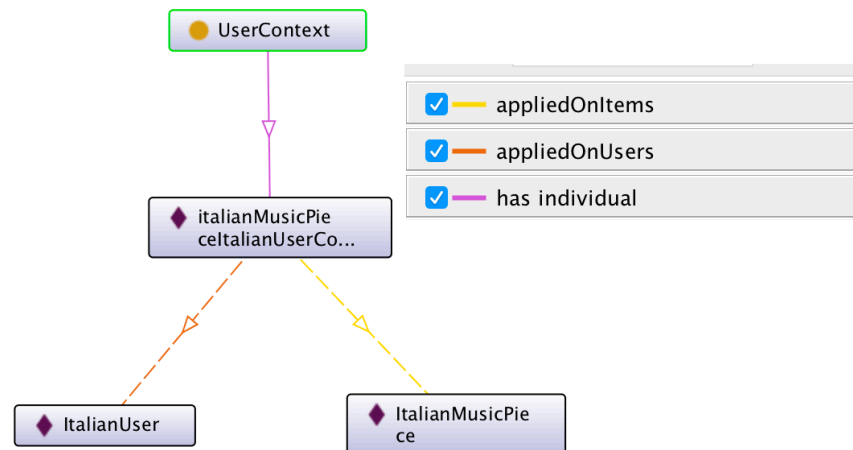 UserContext
appliedOnItems
appliedOnUsers
has individual
italianMusicPie
ceItalianUserCo...
ItalianUser
ItalianMusicPie
ce